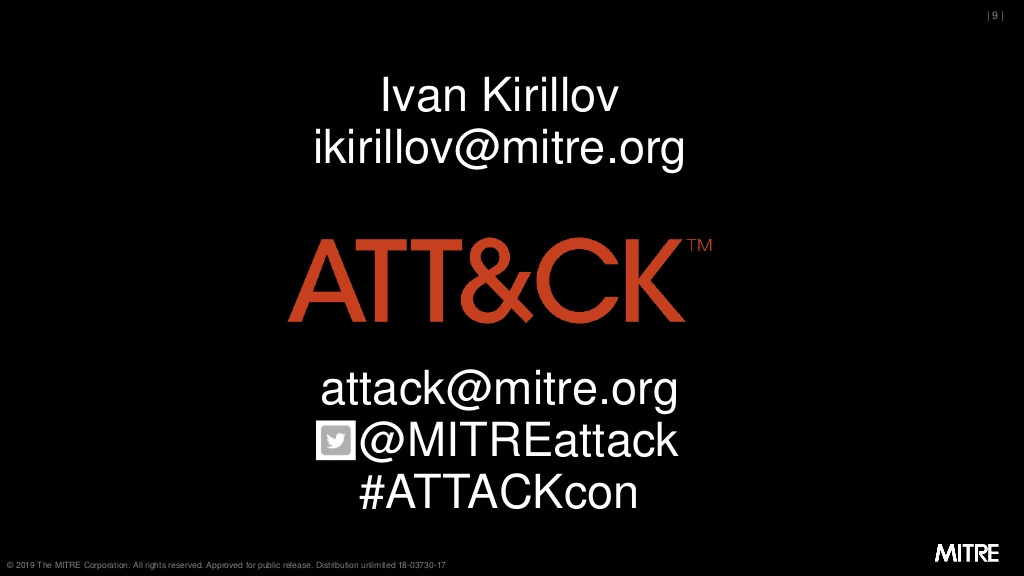 | 9 |
Ivan Kirillov
ikirillov@mitre.org
ATT&CK™
attack@mitre.org
@MITREattack
#ATTACKcon
MITRE
© 2019 The MITRE Corporation. All rights reserved. Approved for public release. Distribution unlimited 18-03730-17